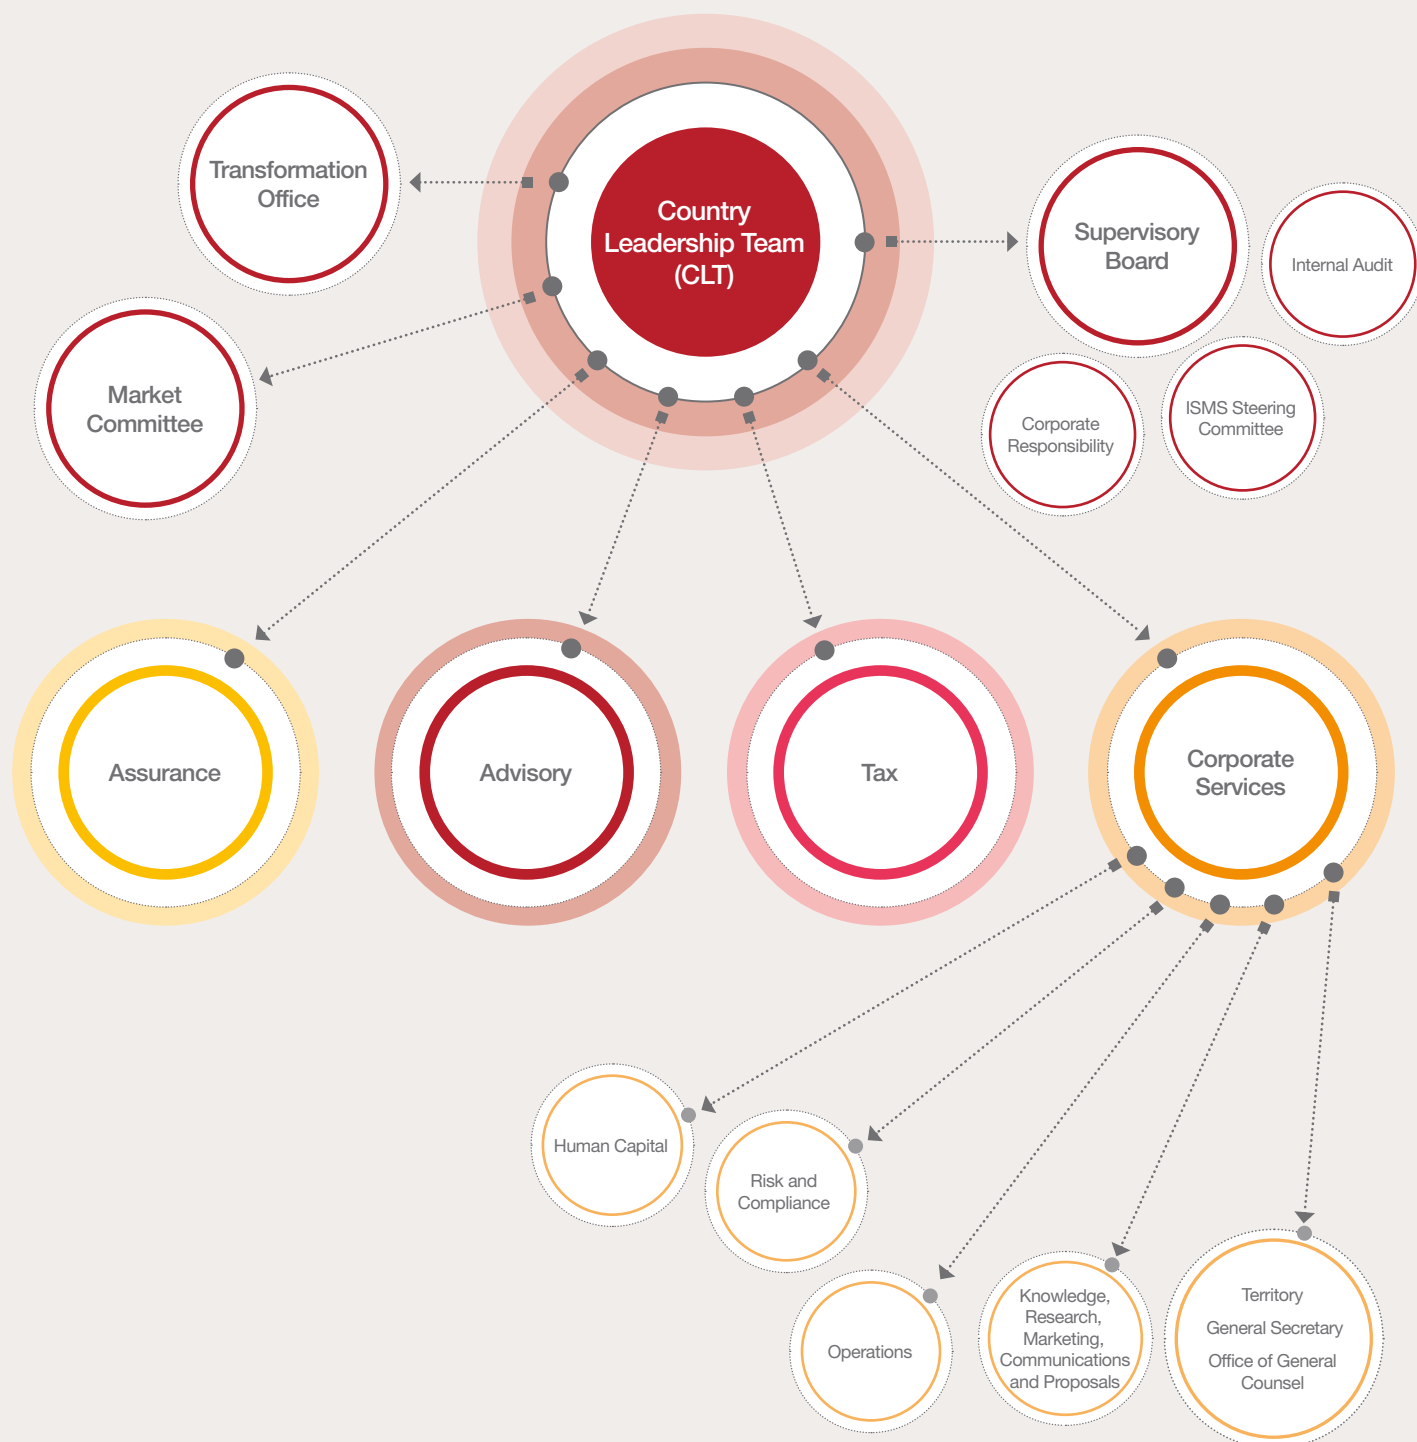 Transformation
Office
Country
Leadership Team
(CLT)
Supervisory
Board
Internal Audit
Market
Committee
Corporate
Responsibility
ISMS Steering
Committee
Assurance
Advisory
Tax
Corporate
Services
Human Capital
Risk and
Compliance
Operations
Knowledge,
Research,
Marketing,
Communications
and Proposals
Territory
General Secretary
Office of General
Counsel